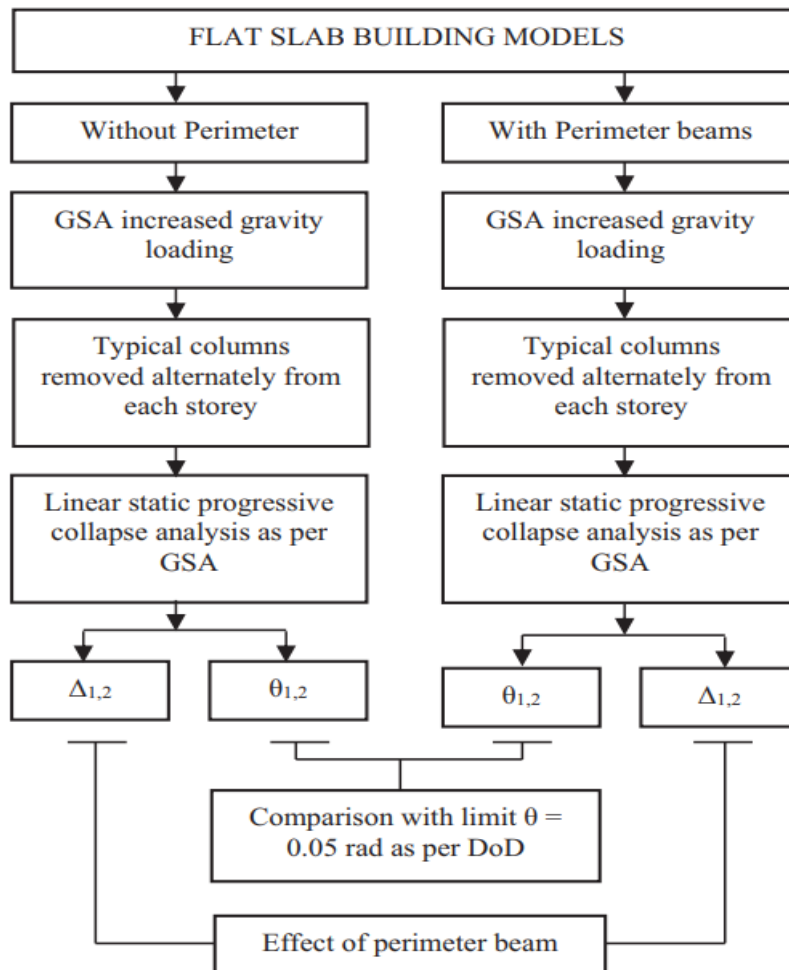 FLAT SLAB BUILDING MODELS
Without Perimeter
With Perimeter beams
GSA increased gravity
loading
GSA increased gravity
loading
Typical columns
removed alternately from
each storey
Typical columns
removed alternately from
each storey
Linear static progressive
collapse analysis as per
GSA
Linear static progressive
collapse analysis as per
GSA
Δ1,2
θ1,2
θ1,2
Δ1,2
Comparison with limit θ =
0.05 rad as per DoD
Effect of perimeter beam